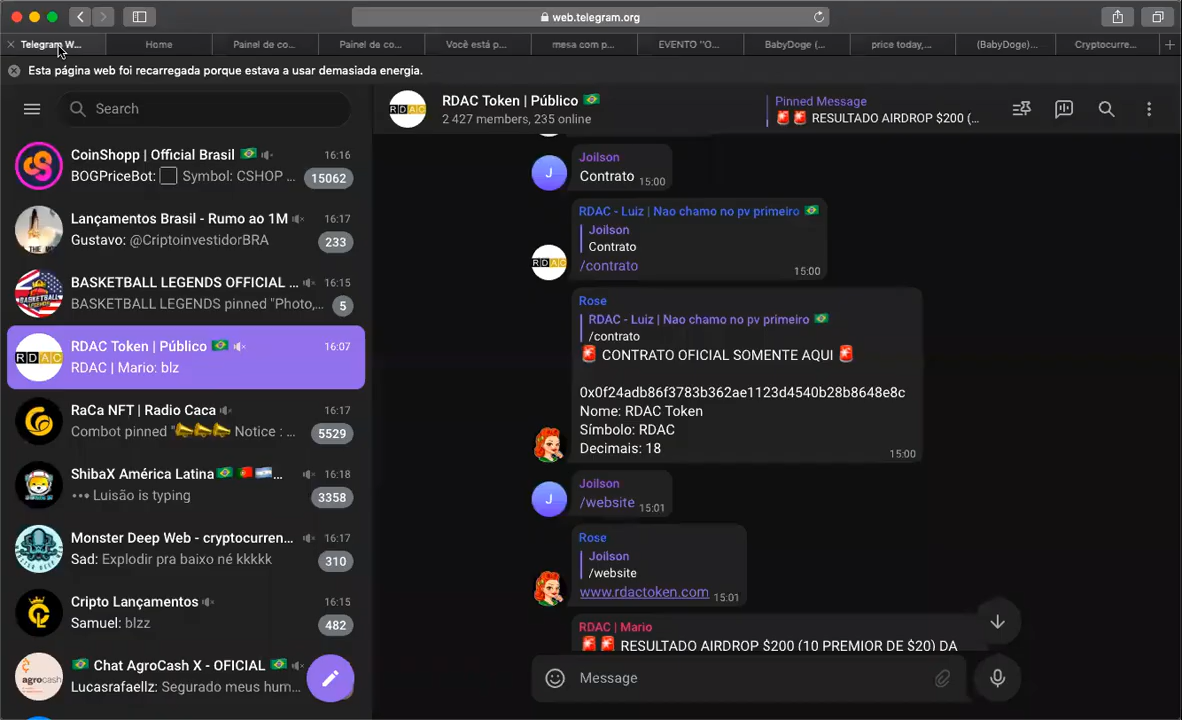 web.telegram.org
Telegram W...
Home
Painel de co...
Painel de co...
Você está p...
mesa com p...
EVENTO "O...
BabyDoge (...
price today,...
(BabyDoge)...
Cryptocurre...
Esta página web foi recarregada porque estava a usar demasiada energia.
Search
CoinShopp | Official Brasil 🇧🇷 16:16
BOGPriceBot: Symbol: CSHOP ... 15062
Lançamentos Brasil - Rumo ao 1M 16:17
Gustavo: @CriptoinvestidorBRA 233
BASKETBALL LEGENDS OFFICIAL ... 16:15
BASKETBALL LEGENDS pinned "Photo,... 5
RDAC Token | Público 🇧🇷 16:07
RDAC | Mario: blz
RaCa NFT | Radio Caca 16:17
Combot pinned "📣📣📣 Notice : ... 5529
ShibaX América Latina 🇧🇷 🇵🇹 🇦🇷... 16:18
••• Luisão is typing 3358
Monster Deep Web - cryptocurren... 16:17
Sad: Explodir pra baixo né kkkkk 310
Cripto Lançamentos 16:15
Samuel: blzz 482
🇧🇷 Chat AgroCash X - OFICIAL 🇧🇷
Lucasrafaellz: Segurado meus hum...
RDAC
RDAC Token | Público 🇧🇷
2 427 members, 235 online
Pinned Message
🚨 🚨 RESULTADO AIRDROP $200 (...
Joilson
Contrato 15:00
RDAC - Luiz | Nao chamo no pv primeiro 🇧🇷
Joilson
Contrato
/contrato 15:00
Rose
RDAC - Luiz | Nao chamo no pv primeiro 🇧🇷
/contrato
🚨 CONTRATO OFICIAL SOMENTE AQUI 🚨
0x0f24adb86f3783b362ae1123d4540b28b8648e8c
Nome: RDAC Token
Símbolo: RDAC
Decimais: 18
15:00
Joilson
/website 15:01
Rose
Joilson
/website
www.rdactoken.com 15:01
RDAC | Mario
🚨 🚨 RESULTADO AIRDROP $200 (10 PREMIOR DE $20) DA
Message